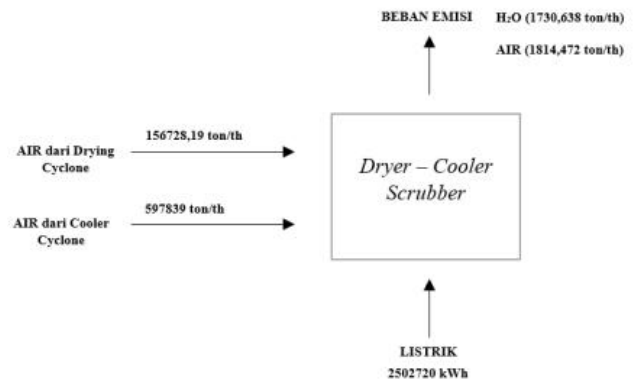 BEBAN EMISI
H₂O (1730,638 ton/th)
AIR (1814,472 ton/th)
156728,19 ton/th
AIR dari Drying
Cyclone
Dryer – Cooler
Scrubber
597839 ton/th
AIR dari Cooler
Cyclone
LISTRIK
2502720 kWh